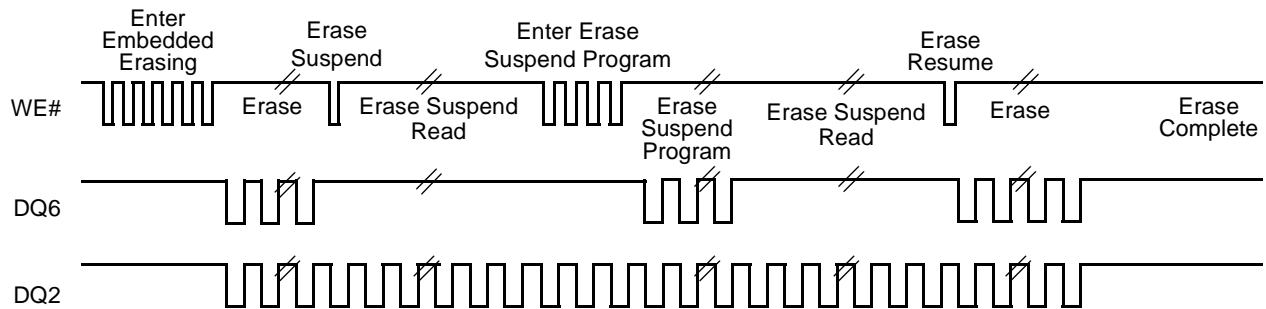 Enter
Embedded
Erasing
Erase
Suspend
Enter Erase
Suspend Program
Erase
Resume
WE#
Erase
Erase Suspend
Read
Erase
Suspend
Program
Erase Suspend
Read
Erase
Erase
Complete
DQ6
DQ2